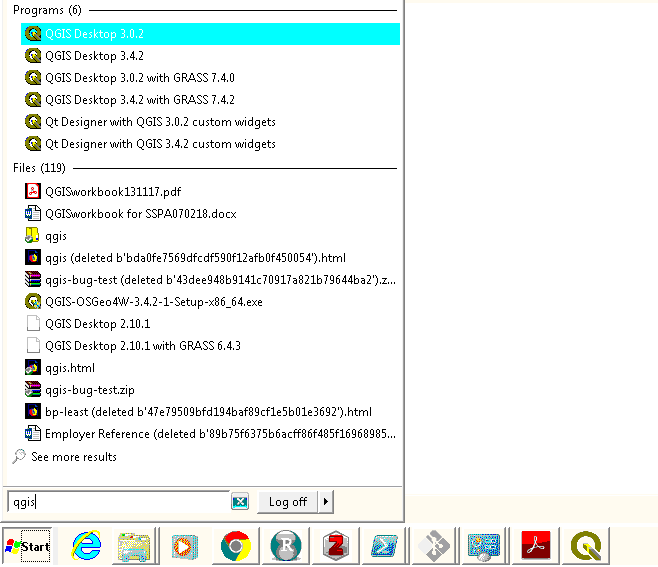 Programs (6)
QGIS Desktop 3.0.2
QGIS Desktop 3.4.2
QGIS Desktop 3.0.2 with GRASS 7.4.0
QGIS Desktop 3.4.2 with GRASS 7.4.2
Qt Designer with QGIS 3.0.2 custom widgets
Qt Designer with QGIS 3.4.2 custom widgets
Files (119)
QGISworkbook131117.pdf
QGISworkbook for SSPA070218.docx
qgis
qgis (deleted b'bda0fe7569dfcdf590f12afb0f450054').html
qgis-bug-test (deleted b'43dee948b9141c70917a821b79644ba2').z...
QGIS-OSGeo4W-3.4.2-1-Setup-x86_64.exe
QGIS Desktop 2.10.1
QGIS Desktop 2.10.1 with GRASS 6.4.3
qgis.html
qgis-bug-test.zip
bp-least (deleted b'47e79509bfd194baf89cf1e5b01e3692').html
Employer Reference (deleted b'89b75f6375b6acff86f485f16968985...
See more results
qgis
Log off
Start